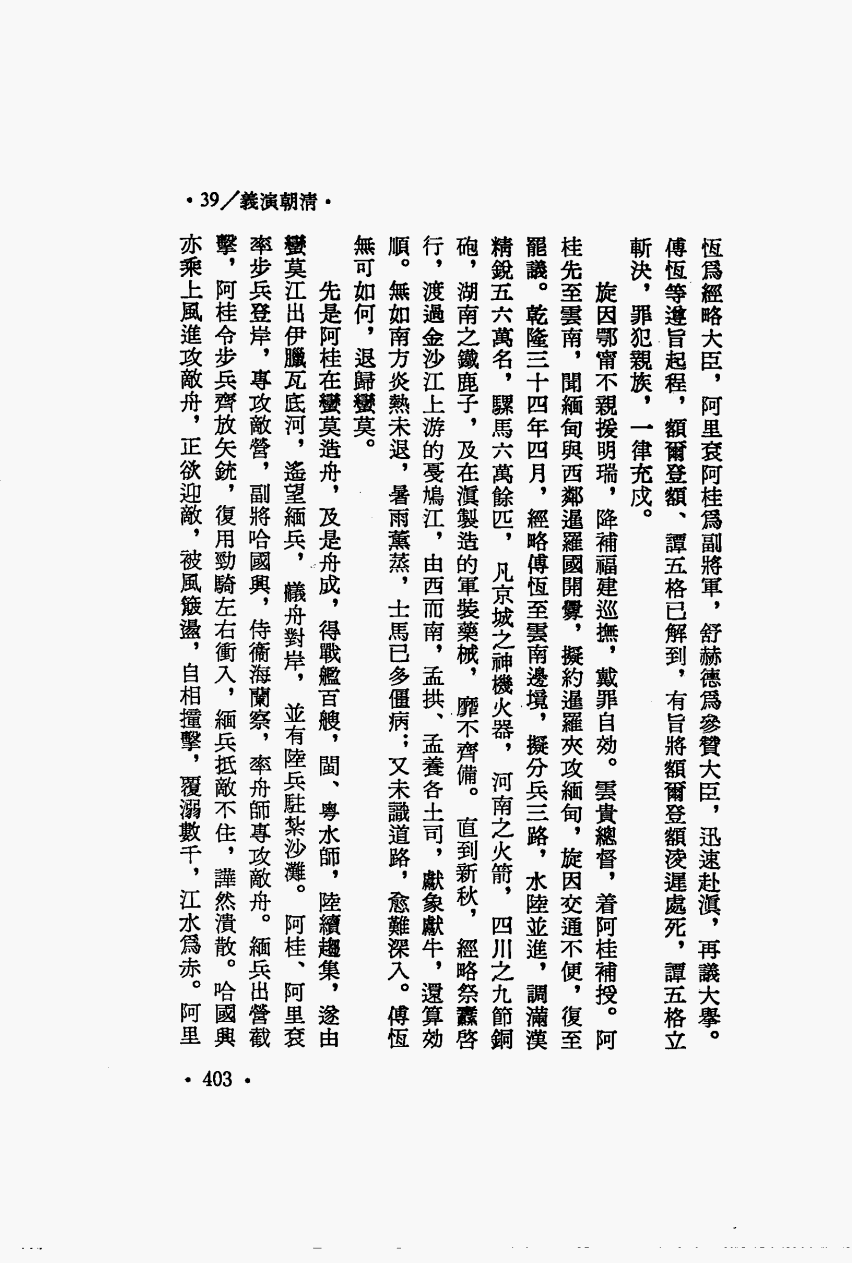 ·39／義演朝清·
恆爲經略大臣，阿里袞阿桂爲副將軍，舒赫德爲參贊大臣，迅速赴滇，再議大舉。
傅恆等遵旨起程，額爾登額、譚五格已解到，有旨將額爾登額凌遲處死，譚五格立
斬決，罪犯親族，一律充戍。
旋因鄂甯不親援明瑞，降補福建巡撫，戴罪自効。雲貴總督，着阿桂補授。阿
桂先至雲南，聞緬甸與西鄰暹羅國開釁，擬約暹羅夾攻緬甸，旋因交通不便，復至
罷議。乾隆三十四年四月，經略傅恆至雲南邊境，擬分兵三路，水陸並進，調滿漢
精銳五六萬名，騾馬六萬餘匹，凡京城之神機火器，河南之火箭，四川之九節銅
砲，湖南之鐵鹿子，及在滇製造的軍裝藥械，靡不齊備。直到新秋，經略祭纛啓
行，渡過金沙江上游的戞鳩江，由西而南，孟拱、孟養各土司，獻象獻牛，還算効
順。無如南方炎熱未退，暑雨薰蒸，士馬已多僵病；又未識道路，愈難深入。傅恆
無可如何，退歸蠻莫。
先是阿桂在蠻莫造舟，及是舟成，得戰艦百艘，閩、粵水師，陸續趨集，遂由
蠻莫江出伊臘瓦底河，遙望緬兵，艤舟對岸，並有陸兵駐紮沙灘。阿桂、阿里袞
率步兵登岸，專攻敵營，副將哈國興，侍衞海蘭察，率舟師專攻敵舟。緬兵出營截
擊，阿桂令步兵齊放矢銃，復用勁騎左右衝入，緬兵抵敵不住，譁然潰散。哈國興
亦乘上風進攻敵舟，正欲迎敵，被風簸盪，自相撞擊，覆溺數千，江水爲赤。阿里
·403·